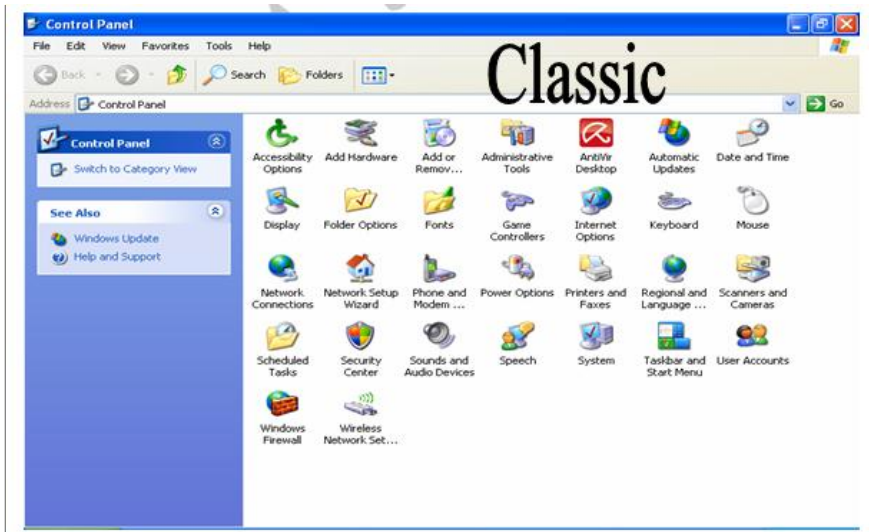 Control Panel
File Edit View Favorites Tools Help
Classic
Back Search Folders
Address Control Panel Go
Control Panel
Switch to Category View
See Also
Windows Update
Help and Support
Accessibility Options
Add Hardware
Add or Remov...
Administrative Tools
AntiVir Desktop
Automatic Updates
Date and Time
Display
Folder Options
Fonts
Game Controllers
Internet Options
Keyboard
Mouse
Network Connections
Network Setup Wizard
Phone and Modem ...
Power Options
Printers and Faxes
Regional and Language ...
Scanners and Cameras
Scheduled Tasks
Security Center
Sounds and Audio Devices
Speech
System
Taskbar and Start Menu
User Accounts
Windows Firewall
Wireless Network Set...